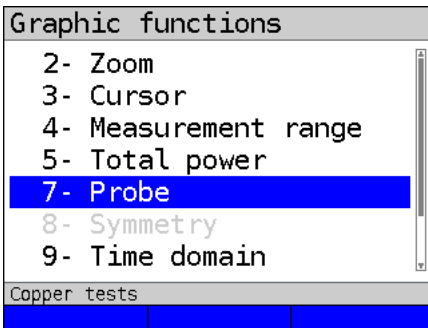 Graphic functions
2- Zoom
3- Cursor
4- Measurement range
5- Total power
7- Probe
8- Symmetry
9- Time domain
Copper tests